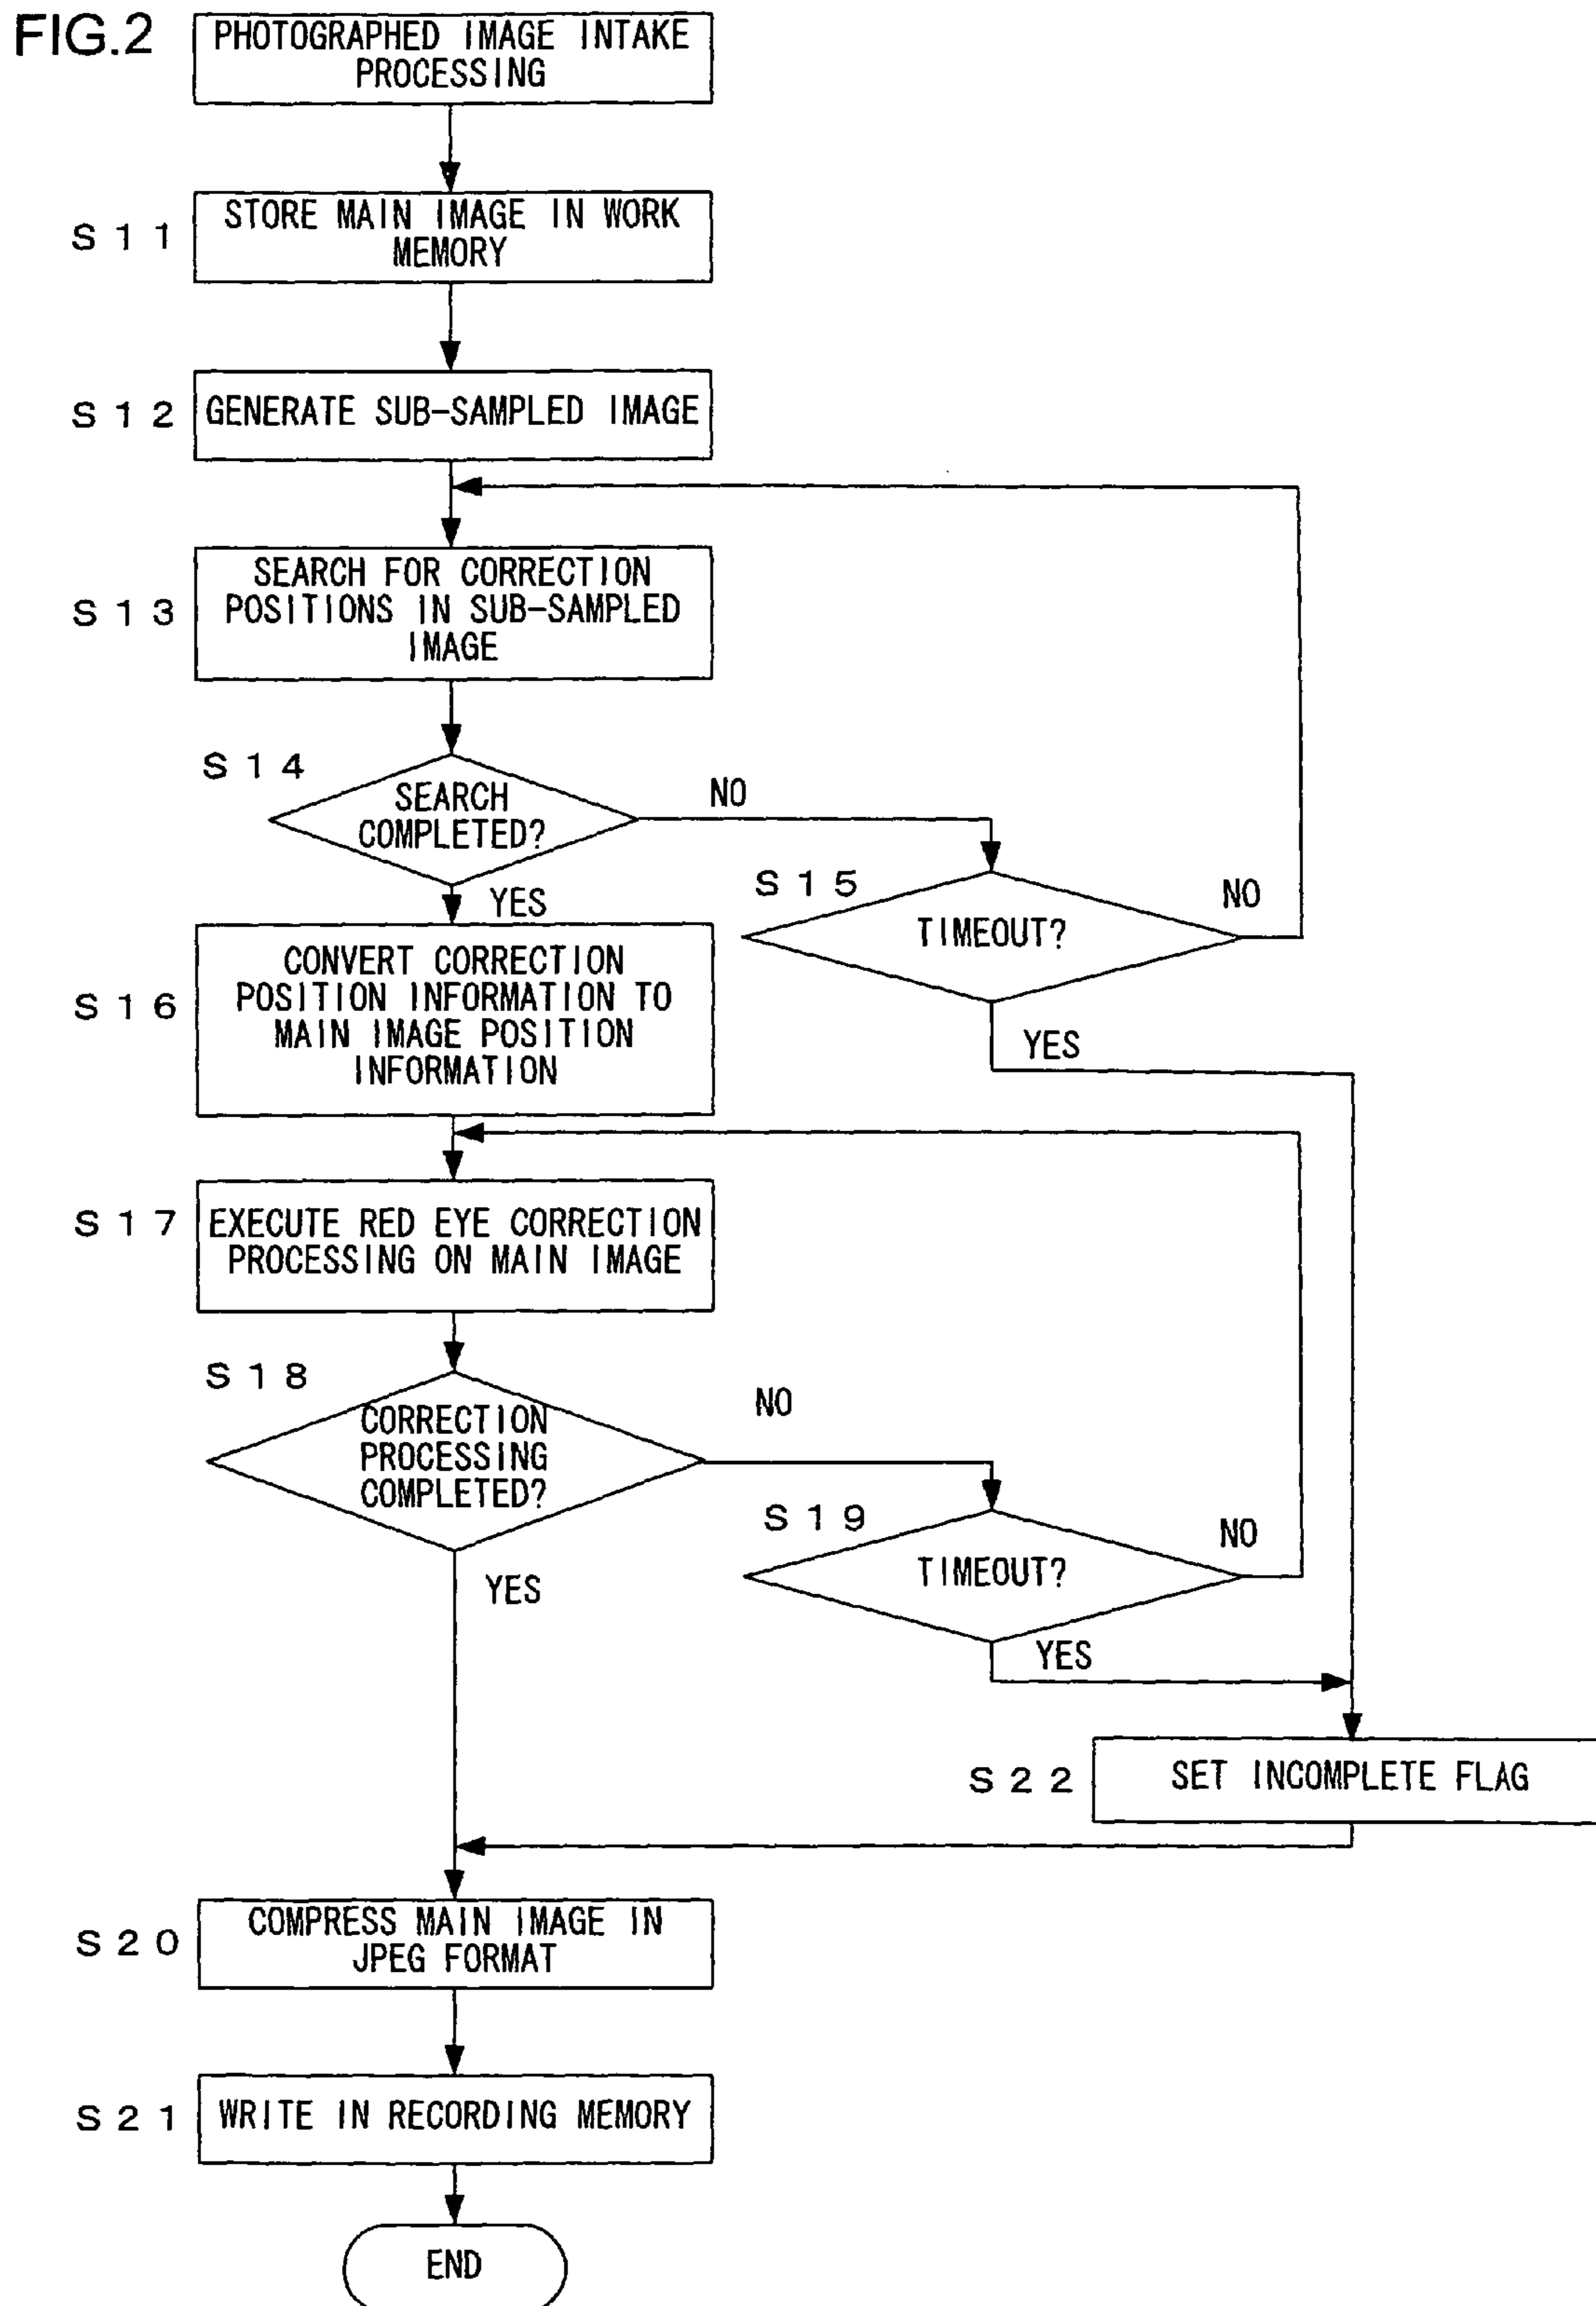 FIG.2
PHOTOGRAPHED IMAGE INTAKE
PROCESSING
S11
STORE MAIN IMAGE IN WORK
MEMORY
S12
GENERATE SUB-SAMPLED IMAGE
S13
SEARCH FOR CORRECTION
POSITIONS IN SUB-SAMPLED
IMAGE
S14
SEARCH
COMPLETED?
NO
YES
S15
TIMEOUT?
NO
YES
S16
CONVERT CORRECTION
POSITION INFORMATION TO
MAIN IMAGE POSITION
INFORMATION
S17
EXECUTE RED EYE CORRECTION
PROCESSING ON MAIN IMAGE
S18
CORRECTION
PROCESSING
COMPLETED?
NO
YES
S19
TIMEOUT?
NO
YES
S22
SET INCOMPLETE FLAG
S20
COMPRESS MAIN IMAGE IN
JPEG FORMAT
S21
WRITE IN RECORDING MEMORY
END